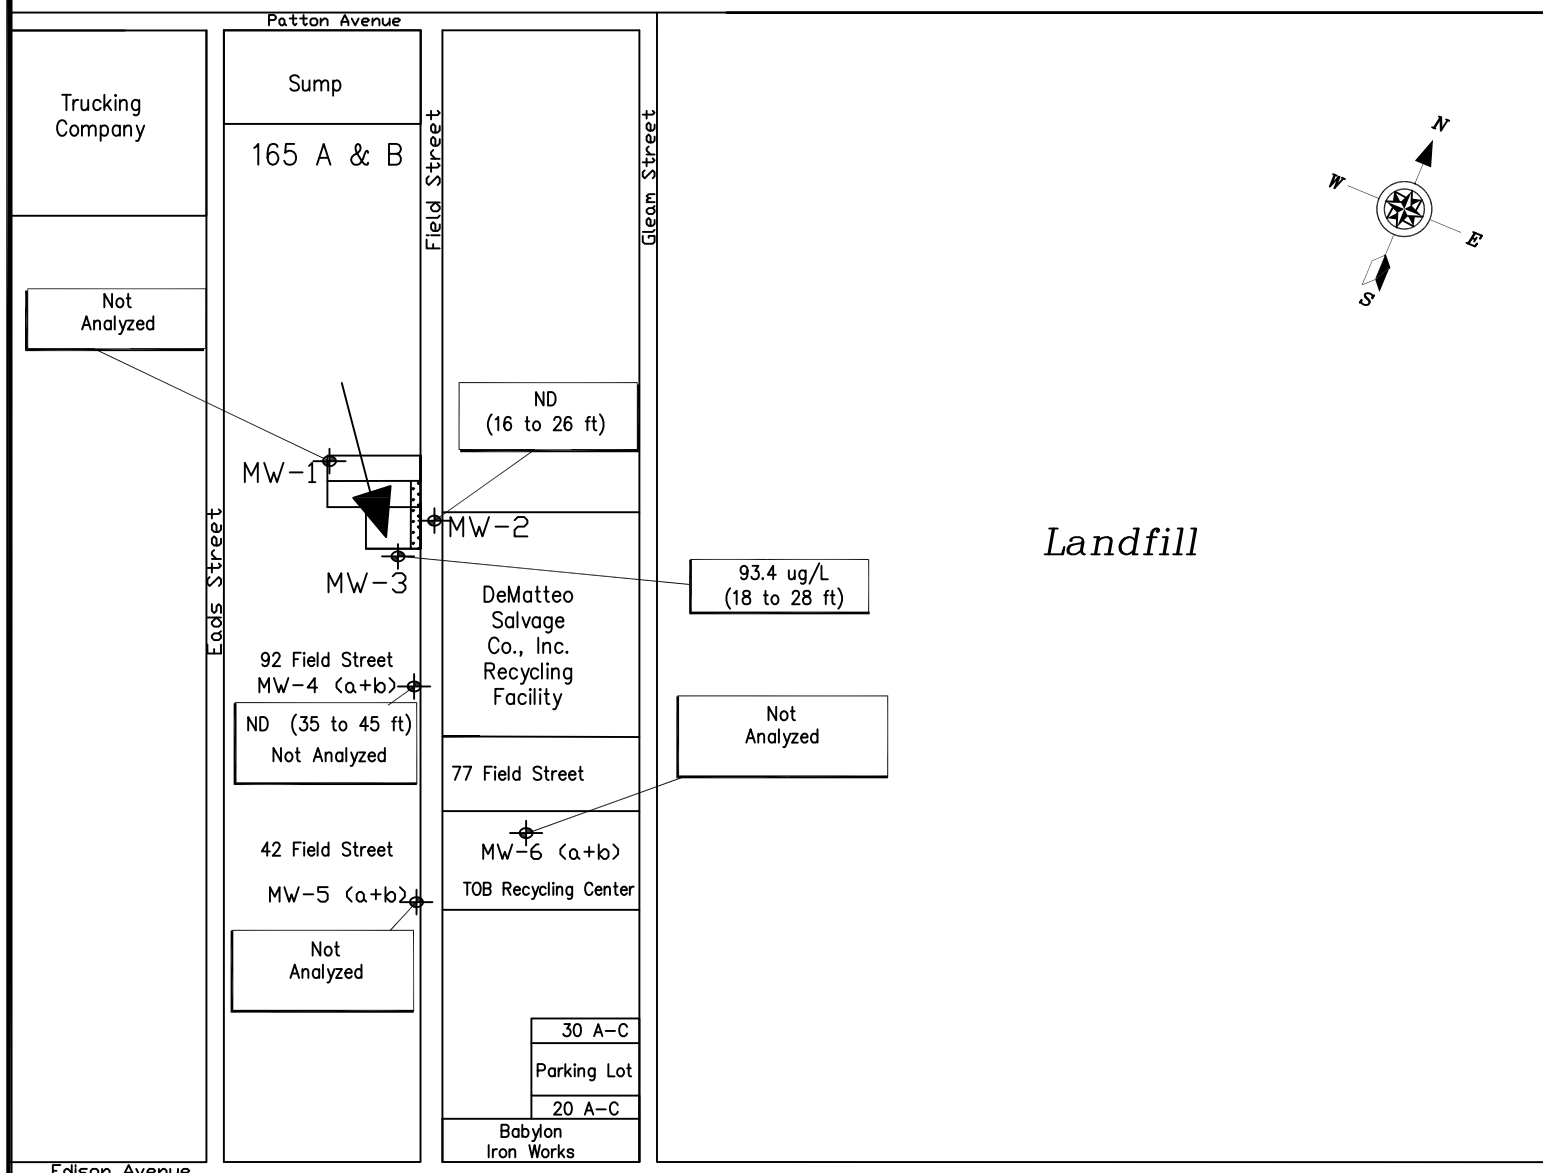 Patton Avenue
Trucking
Company
Sump
165 A & B
Field Street
Gleam Street
N
W
E
S
Not
Analyzed
ND
(16 to 26 ft)
MW-1
MW-2
MW-3
93.4 ug/L
(18 to 28 ft)
Landfill
Eads Street
DeMatteo
Salvage
Co., Inc.
Recycling
Facility
92 Field Street
MW-4 (a+b)
ND (35 to 45 ft)
Not Analyzed
Not
Analyzed
77 Field Street
42 Field Street
MW-6 (a+b)
TOB Recycling Center
MW-5 (a+b)
Not
Analyzed
30 A-C
Parking Lot
20 A-C
Babylon
Iron Works
Edison Avenue